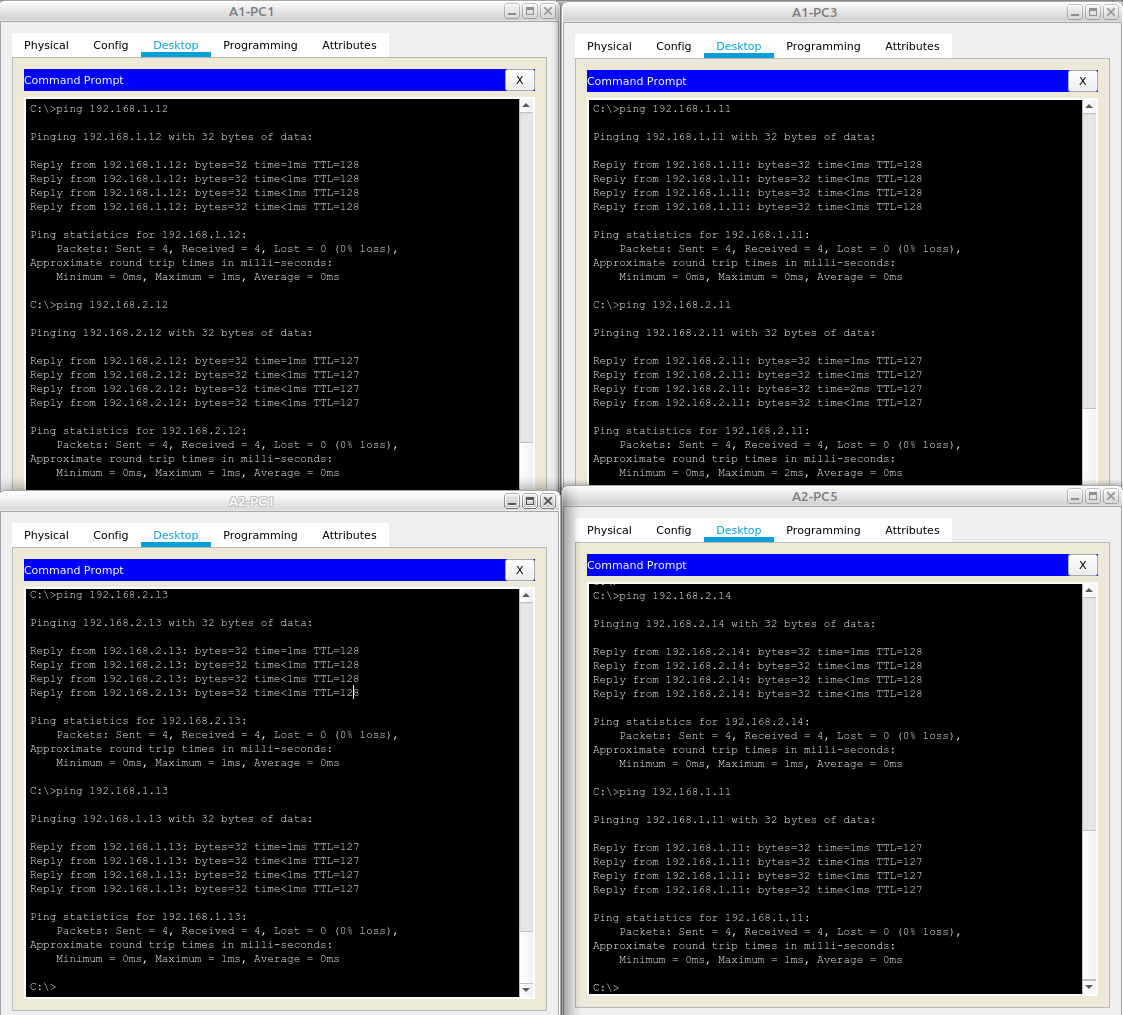 A1-PC1
Physical Config Desktop Programming Attributes
Command Prompt X
C:\>ping 192.168.1.12
Pinging 192.168.1.12 with 32 bytes of data:
Reply from 192.168.1.12: bytes=32 time=1ms TTL=128
Reply from 192.168.1.12: bytes=32 time<1ms TTL=128
Reply from 192.168.1.12: bytes=32 time<1ms TTL=128
Reply from 192.168.1.12: bytes=32 time<1ms TTL=128
Ping statistics for 192.168.1.12:
Packets: Sent = 4, Received = 4, Lost = 0 (0% loss),
Approximate round trip times in milli-seconds:
Minimum = 0ms, Maximum = 1ms, Average = 0ms
C:\>ping 192.168.2.12
Pinging 192.168.2.12 with 32 bytes of data:
Reply from 192.168.2.12: bytes=32 time=1ms TTL=127
Reply from 192.168.2.12: bytes=32 time<1ms TTL=127
Reply from 192.168.2.12: bytes=32 time<1ms TTL=127
Reply from 192.168.2.12: bytes=32 time<1ms TTL=127
Ping statistics for 192.168.2.12:
Packets: Sent = 4, Received = 4, Lost = 0 (0% loss),
Approximate round trip times in milli-seconds:
Minimum = 0ms, Maximum = 1ms, Average = 0ms
A1-PC3
Physical Config Desktop Programming Attributes
Command Prompt X
C:\>ping 192.168.1.11
Pinging 192.168.1.11 with 32 bytes of data:
Reply from 192.168.1.11: bytes=32 time<1ms TTL=128
Reply from 192.168.1.11: bytes=32 time<1ms TTL=128
Reply from 192.168.1.11: bytes=32 time<1ms TTL=128
Reply from 192.168.1.11: bytes=32 time<1ms TTL=128
Ping statistics for 192.168.1.11:
Packets: Sent = 4, Received = 4, Lost = 0 (0% loss),
Approximate round trip times in milli-seconds:
Minimum = 0ms, Maximum = 0ms, Average = 0ms
C:\>ping 192.168.2.11
Pinging 192.168.2.11 with 32 bytes of data:
Reply from 192.168.2.11: bytes=32 time=1ms TTL=127
Reply from 192.168.2.11: bytes=32 time<1ms TTL=127
Reply from 192.168.2.11: bytes=32 time=2ms TTL=127
Reply from 192.168.2.11: bytes=32 time<1ms TTL=127
Ping statistics for 192.168.2.11:
Packets: Sent = 4, Received = 4, Lost = 0 (0% loss),
Approximate round trip times in milli-seconds:
Minimum = 0ms, Maximum = 2ms, Average = 0ms
A2-PC1
Physical Config Desktop Programming Attributes
Command Prompt X
C:\>ping 192.168.2.13
Pinging 192.168.2.13 with 32 bytes of data:
Reply from 192.168.2.13: bytes=32 time=1ms TTL=128
Reply from 192.168.2.13: bytes=32 time<1ms TTL=128
Reply from 192.168.2.13: bytes=32 time<1ms TTL=128
Reply from 192.168.2.13: bytes=32 time<1ms TTL=128
Ping statistics for 192.168.2.13:
Packets: Sent = 4, Received = 4, Lost = 0 (0% loss),
Approximate round trip times in milli-seconds:
Minimum = 0ms, Maximum = 1ms, Average = 0ms
C:\>ping 192.168.1.13
Pinging 192.168.1.13 with 32 bytes of data:
Reply from 192.168.1.13: bytes=32 time=1ms TTL=127
Reply from 192.168.1.13: bytes=32 time<1ms TTL=127
Reply from 192.168.1.13: bytes=32 time<1ms TTL=127
Reply from 192.168.1.13: bytes=32 time<1ms TTL=127
Ping statistics for 192.168.1.13:
Packets: Sent = 4, Received = 4, Lost = 0 (0% loss),
Approximate round trip times in milli-seconds:
Minimum = 0ms, Maximum = 1ms, Average = 0ms
C:\>
A2-PC5
Physical Config Desktop Programming Attributes
Command Prompt X
C:\>ping 192.168.2.14
Pinging 192.168.2.14 with 32 bytes of data:
Reply from 192.168.2.14: bytes=32 time=1ms TTL=128
Reply from 192.168.2.14: bytes=32 time<1ms TTL=128
Reply from 192.168.2.14: bytes=32 time<1ms TTL=128
Reply from 192.168.2.14: bytes=32 time<1ms TTL=128
Ping statistics for 192.168.2.14:
Packets: Sent = 4, Received = 4, Lost = 0 (0% loss),
Approximate round trip times in milli-seconds:
Minimum = 0ms, Maximum = 1ms, Average = 0ms
C:\>ping 192.168.1.11
Pinging 192.168.1.11 with 32 bytes of data:
Reply from 192.168.1.11: bytes=32 time=1ms TTL=127
Reply from 192.168.1.11: bytes=32 time<1ms TTL=127
Reply from 192.168.1.11: bytes=32 time<1ms TTL=127
Reply from 192.168.1.11: bytes=32 time<1ms TTL=127
Ping statistics for 192.168.1.11:
Packets: Sent = 4, Received = 4, Lost = 0 (0% loss),
Approximate round trip times in milli-seconds:
Minimum = 0ms, Maximum = 1ms, Average = 0ms
C:\>